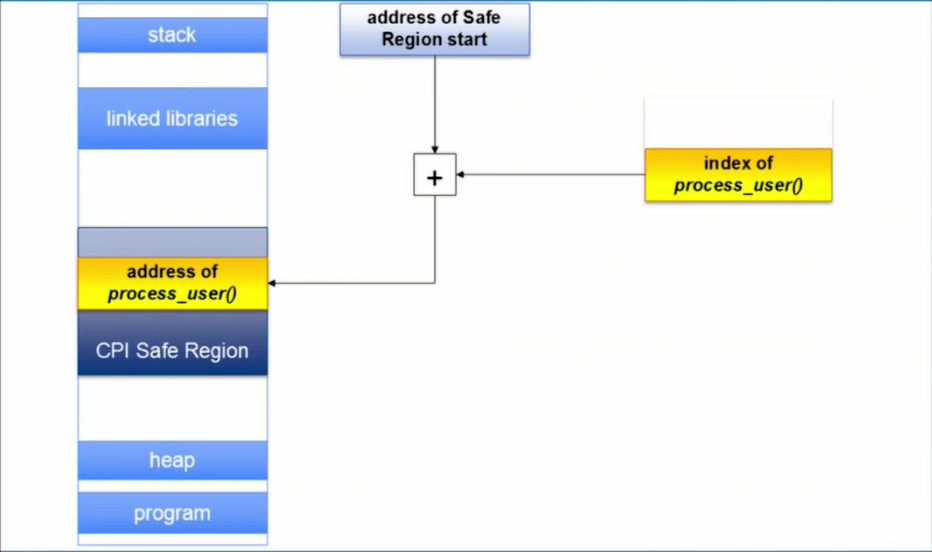 stack
linked libraries
address of
process_user()
CPI Safe Region
heap
program
address of Safe
Region start
+
index of
process_user()